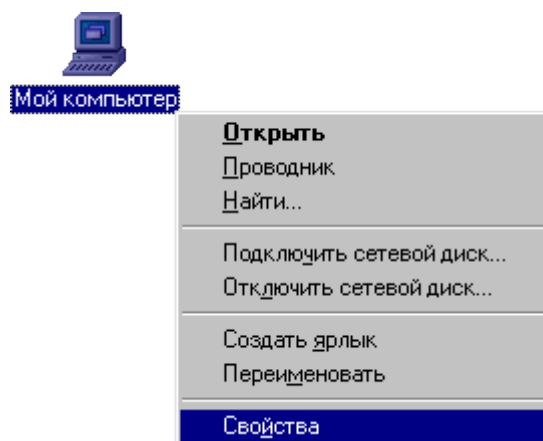 Мой компьютер
Открыть
Проводник
Найти...
Подключить сетевой диск...
Отключить сетевой диск...
Создать ярлык
Переименовать
Свойства